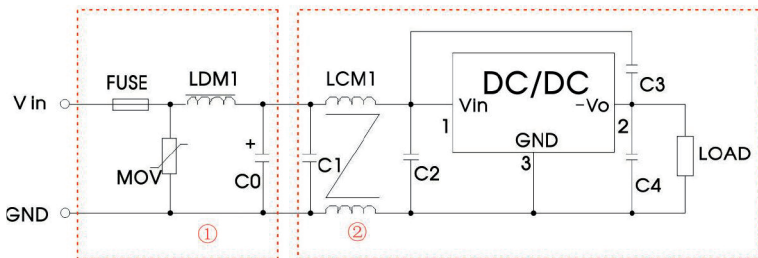 FUSE
LDM1
LCM1
DC/DC
C3
V in
Vin
-Vo
1
2
GND
3
MOV
+
C0
C1
C2
C4
LOAD
GND
①
②